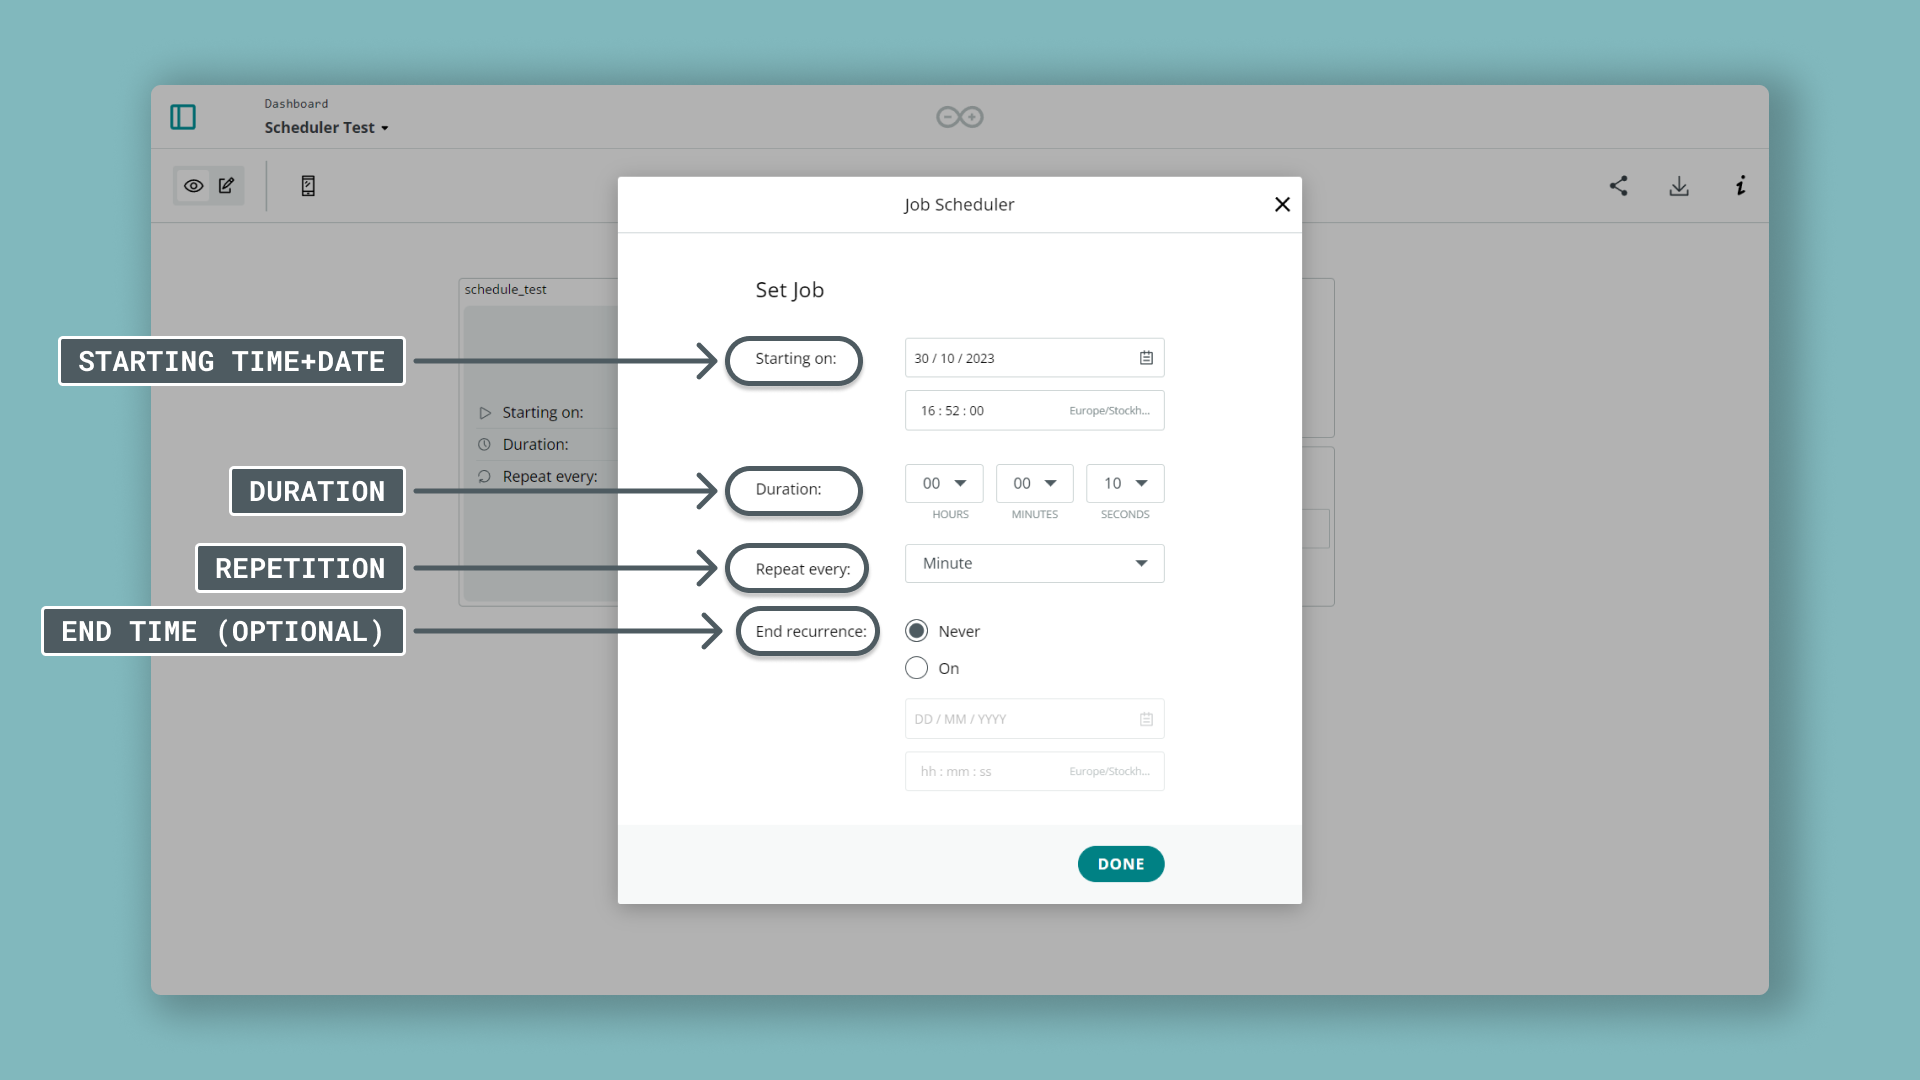 Dashboard
Scheduler Test
i
Job Scheduler
schedule_test
Set Job
STARTING TIME+DATE
Starting on:
30 / 10 / 2023
16 : 52 : 00 Europe/Stockh...
Starting on:
Duration:
Repeat every:
DURATION
Duration:
00 00 10
HOURS MINUTES SECONDS
REPETITION
Repeat every:
Minute
END TIME (OPTIONAL)
End recurrence:
Never
On
DD / MM / YYYY
hh : mm : ss Europe/Stockh...
DONE